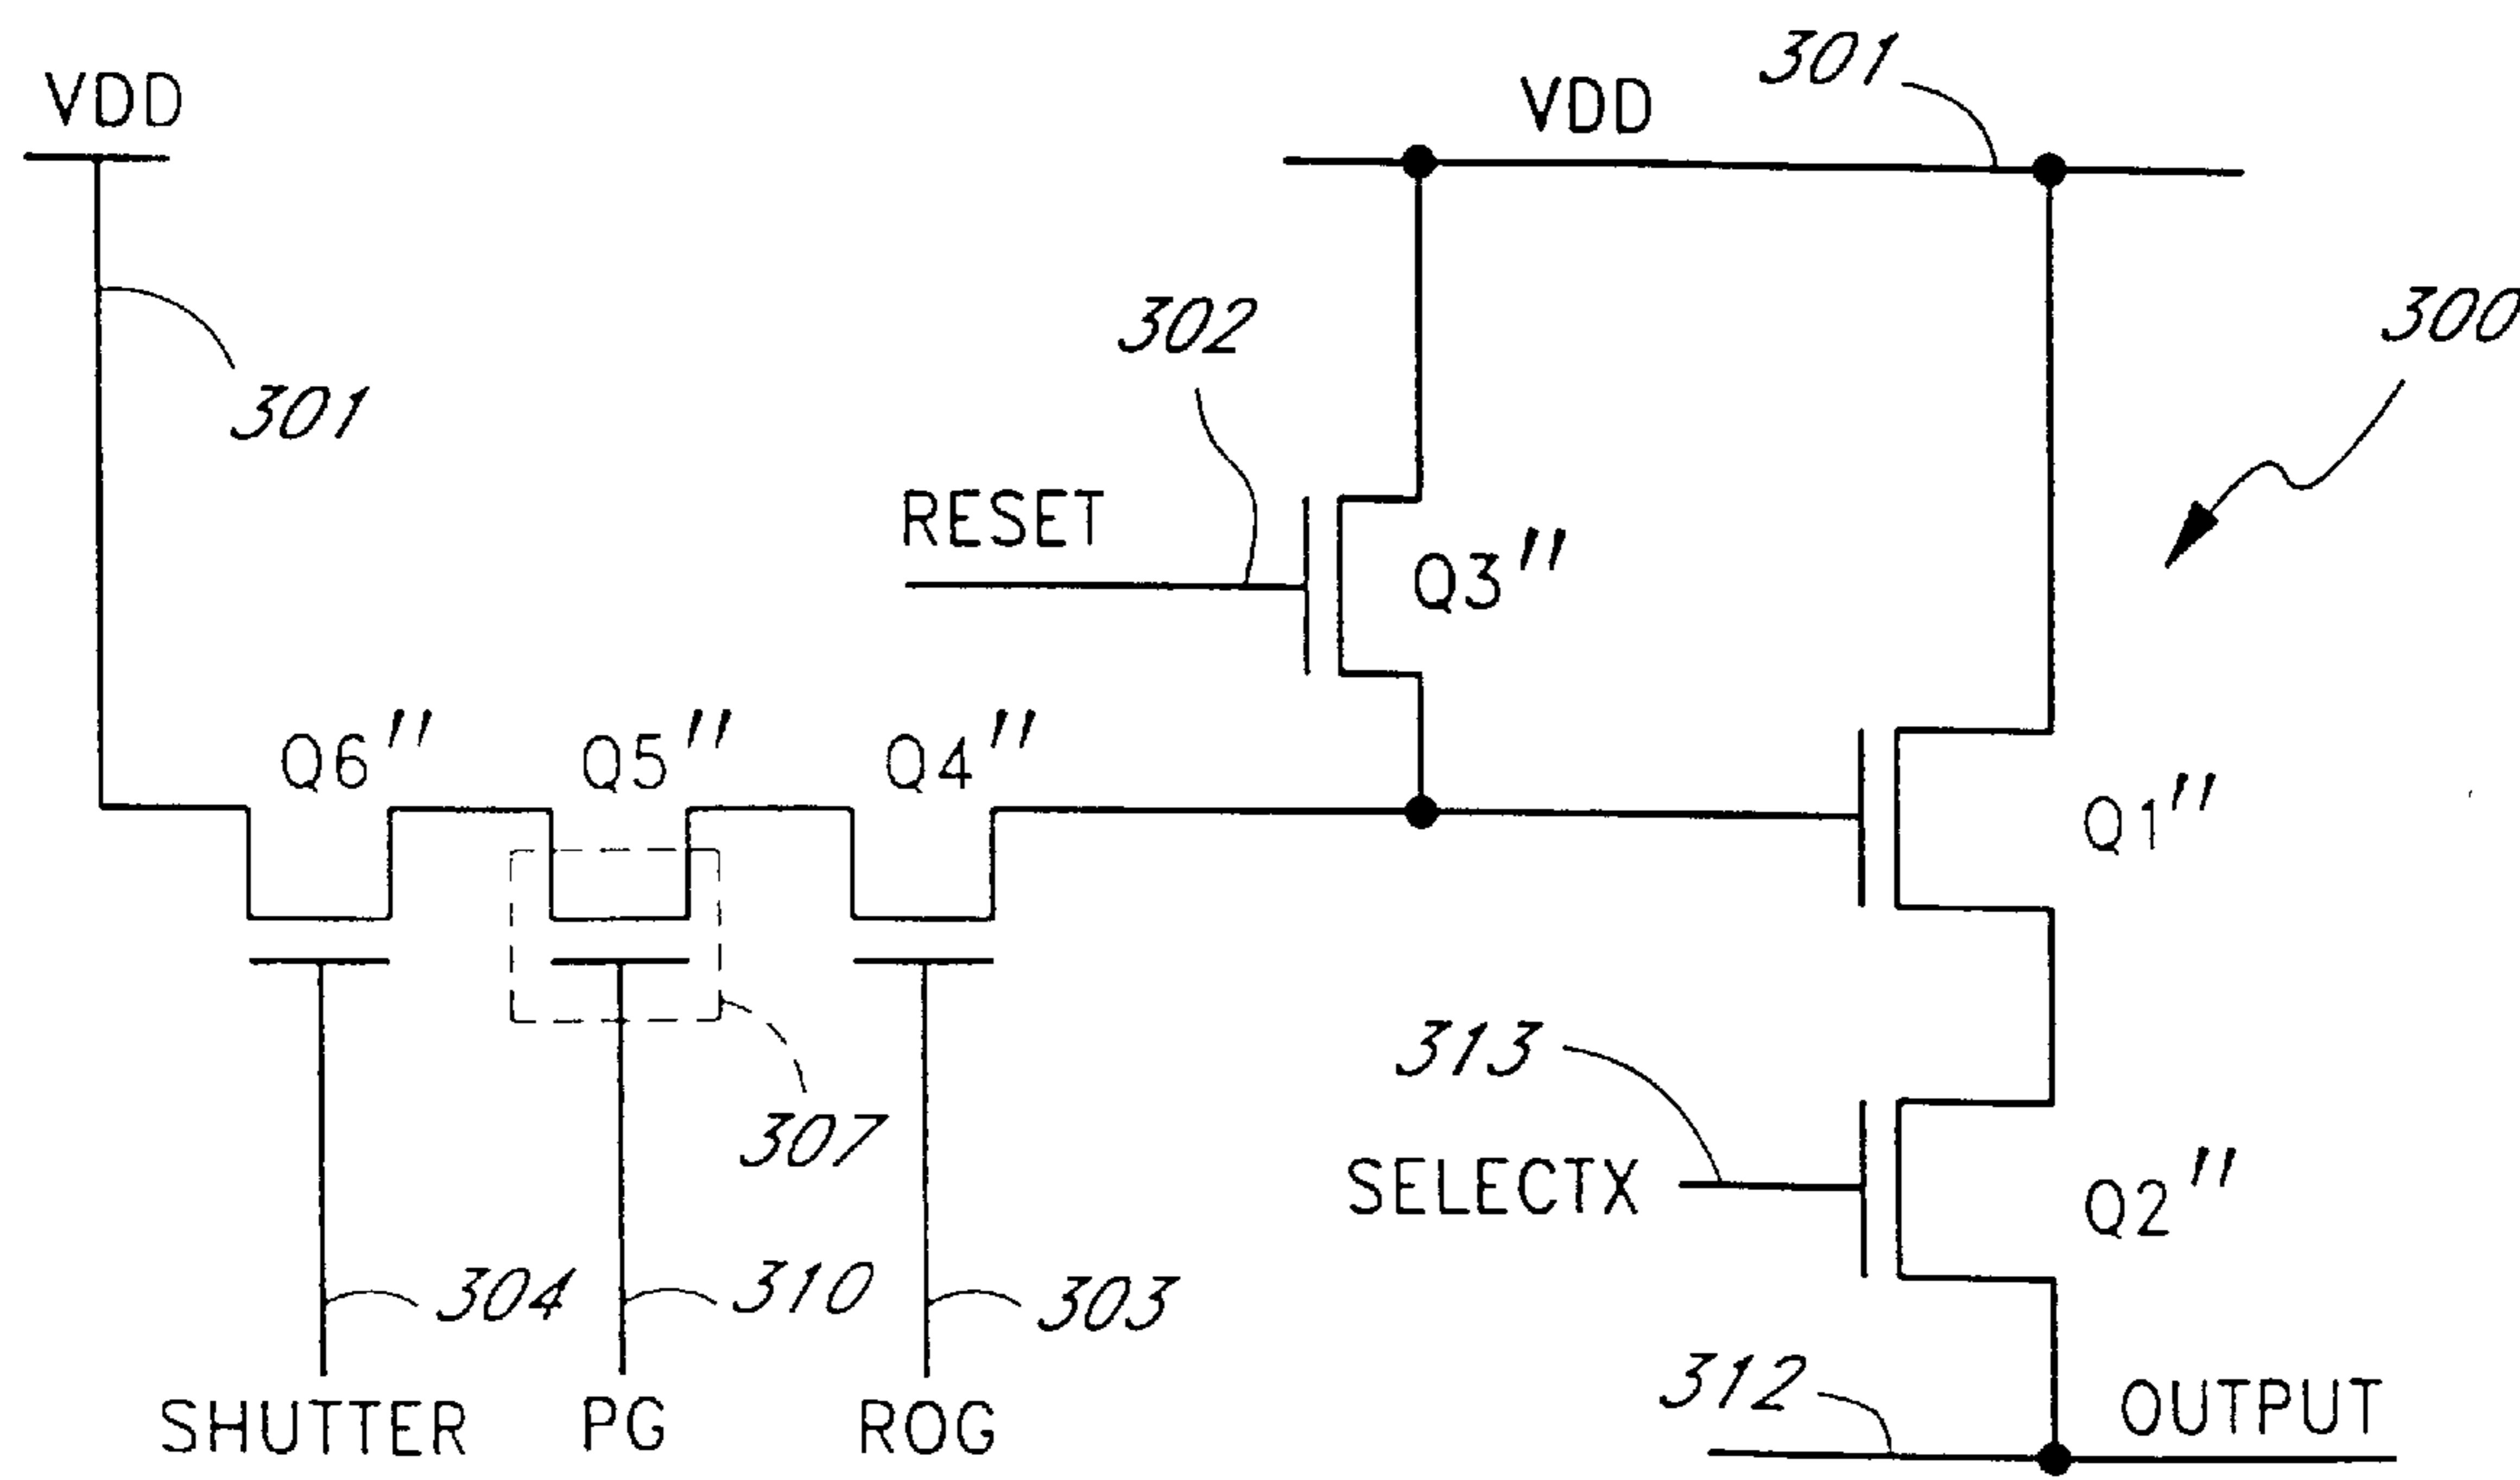 VDD
VDD
301
301
302
300
RESET
Q3"
Q6"
Q5"
Q4"
Q1"
313
307
SELECTX
Q2"
304
310
303
312
OUTPUT
SHUTTER
PG
ROG